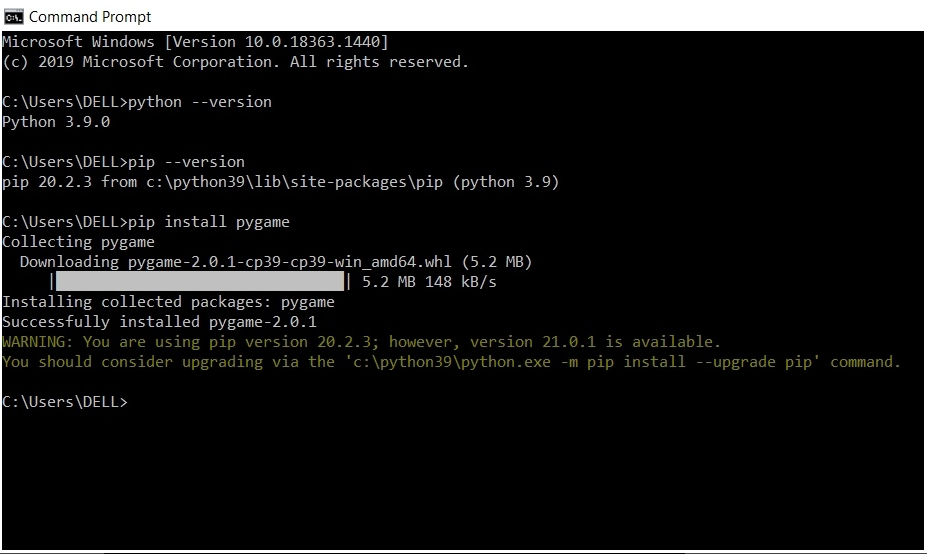 Command Prompt
Microsoft Windows [Version 10.0.18363.1440]
(c) 2019 Microsoft Corporation. All rights reserved.
C:\Users\DELL>python --version
Python 3.9.0
C:\Users\DELL>pip --version
pip 20.2.3 from c:\python39\lib\site-packages\pip (python 3.9)
C:\Users\DELL>pip install pygame
Collecting pygame
  Downloading pygame-2.0.1-cp39-cp39-win_amd64.whl (5.2 MB)
     |████████████████████████████████| 5.2 MB 148 kB/s
Installing collected packages: pygame
Successfully installed pygame-2.0.1
WARNING: You are using pip version 20.2.3; however, version 21.0.1 is available.
You should consider upgrading via the 'c:\python39\python.exe -m pip install --upgrade pip' command.
C:\Users\DELL>